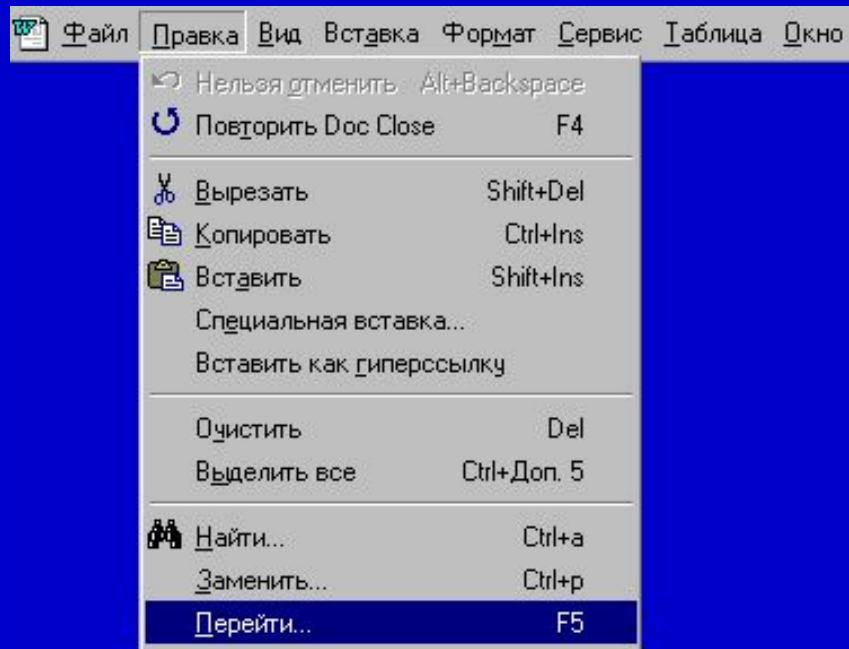 Файл Правка Вид Вставка Формат Сервис Таблица Окно
Нельзя отменить Alt+Backspace
Повторить Doc Close F4
Вырезать Shift+Del
Копировать Ctrl+Ins
Вставить Shift+Ins
Специальная вставка...
Вставить как гиперссылку
Очистить Del
Выделить все Ctrl+Доп. 5
Найти... Ctrl+а
Заменить... Ctrl+р
Перейти... F5